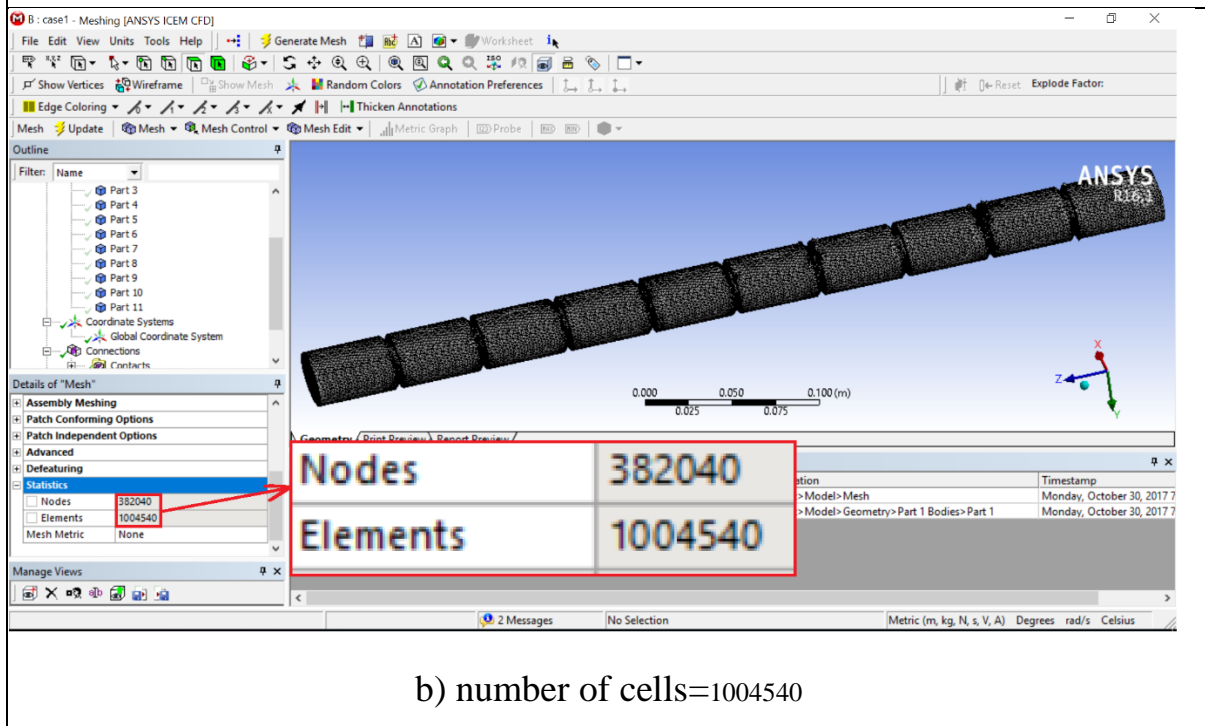 B : case1 - Meshing [ANSYS ICEM CFD]
File Edit View Units Tools Help Generate Mesh Worksheet
Show Vertices Wireframe Show Mesh Random Colors Annotation Preferences Reset Explode Factor:
Edge Coloring Thicken Annotations
Mesh Update Mesh Mesh Control Mesh Edit Metric Graph Probe
Outline
Filter: Name
Part 3
Part 4
Part 5
Part 6
Part 7
Part 8
Part 9
Part 10
Part 11
Coordinate Systems
Global Coordinate System
Connections
Contacts
Details of "Mesh"
Assembly Meshing
Patch Conforming Options
Patch Independent Options
Advanced
Defeaturing
Statistics
Nodes 382040
Elements 1004540
Mesh Metric None
Manage Views
ANSYS
R16.1
X
Z
Y
0.000 0.050 0.100 (m)
0.025 0.075
Geometry Print Preview Report Preview
Nodes 382040
Elements 1004540
ation Timestamp
>Model>Mesh Monday, October 30, 2017 7
>Model>Geometry>Part 1 Bodies>Part 1 Monday, October 30, 2017 7
2 Messages No Selection Metric (m, kg, N, s, V, A) Degrees rad/s Celsius
b) number of cells=1004540